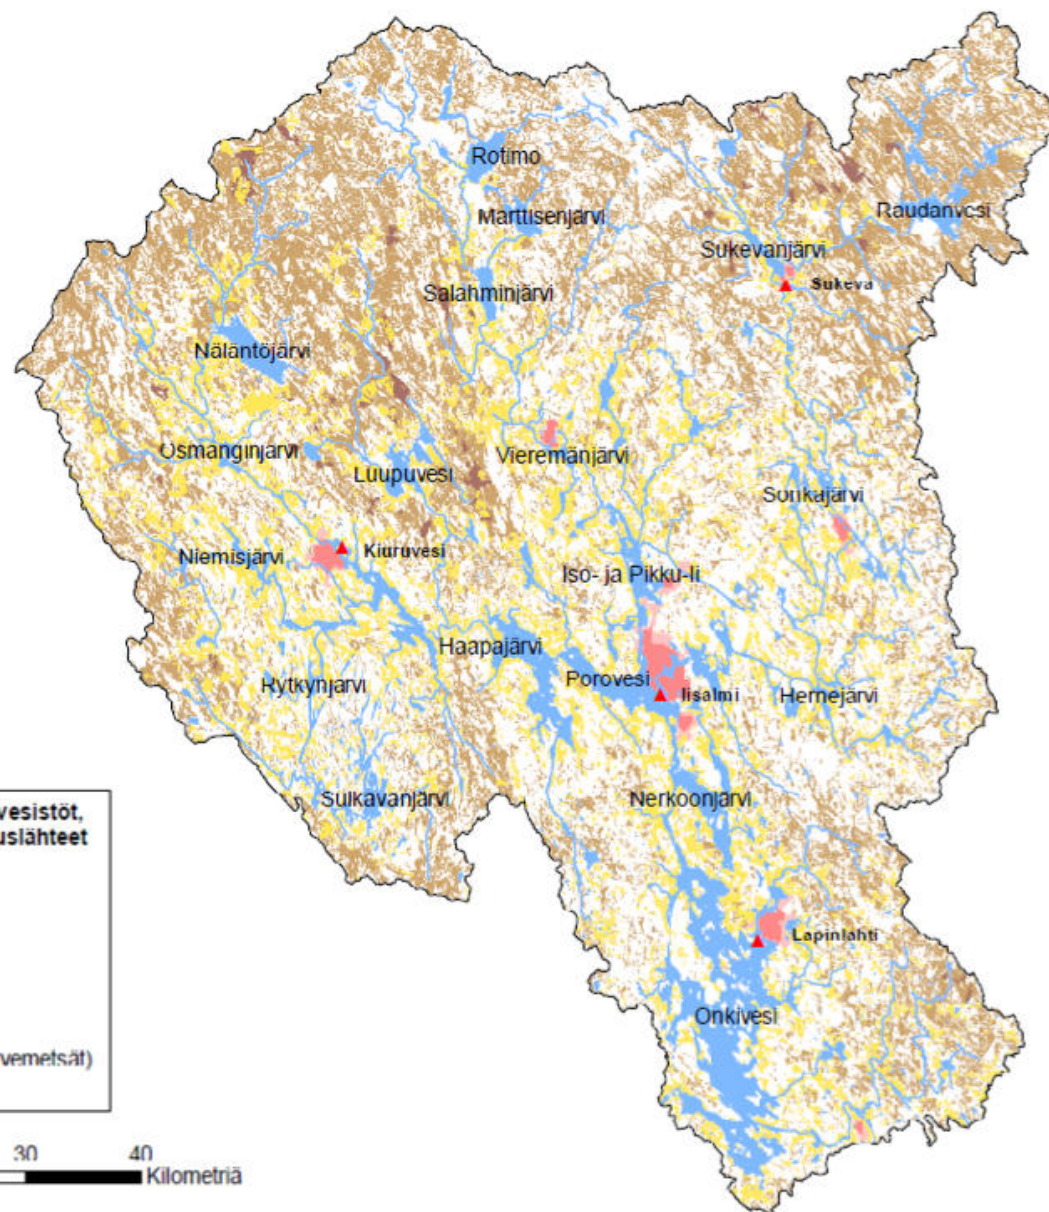 Rotimo
Marttisenjärvi
Raudanvesi
Sukevanjärvi
Sukeva
Salahminjärvi
Näläntöjärvi
Osmanginjärvi
Vieremänjärvi
Luupuvesi
Sonkajärvi
Kiuruvesi
Niemisjärvi
Iso- ja Pikku-Ii
Haapajärvi
Porovesi
Iisalmi
Rytkynjärvi
Hernejärvi
Sulkavanjärvi
Nerkoonjärvi
vesistöt,
uslähteet
Lapinlahti
Onkivesi
vemetsät)
30
40
Kilometriä